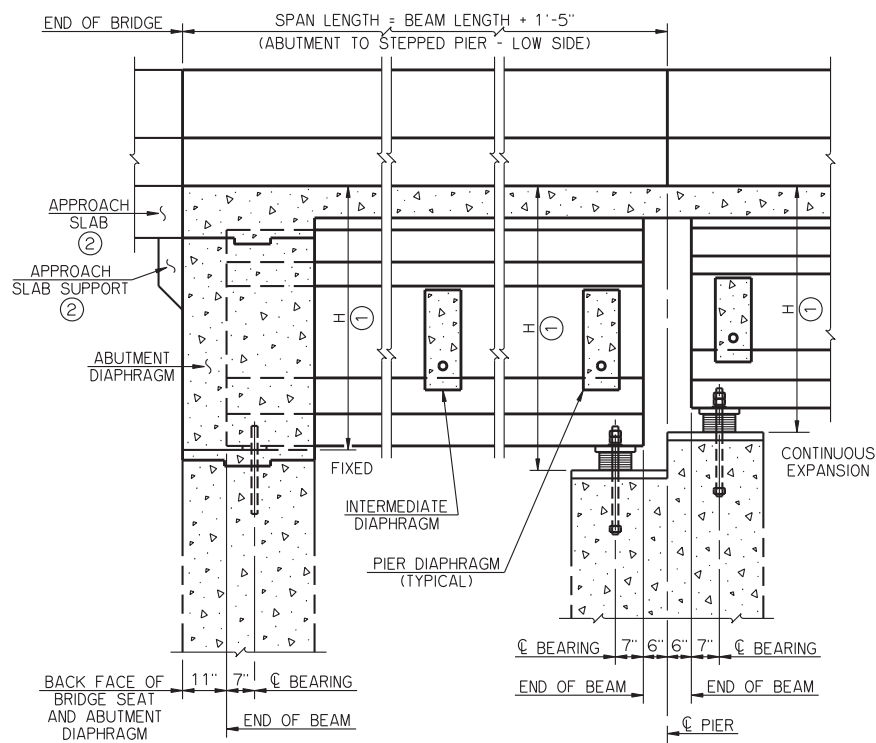 END OF BRIDGE
SPAN LENGTH = BEAM LENGTH + 1'-5"
(ABUTMENT TO STEPPED PIER - LOW SIDE)
APPROACH
SLAB
2
APPROACH
SLAB SUPPORT
2
ABUTMENT
DIAPHRAGM
H 1
H 1
H 1
FIXED
CONTINUOUS
EXPANSION
INTERMEDIATE
DIAPHRAGM
PIER DIAPHRAGM
(TYPICAL)
℄ BEARING 7" 6" 6" 7" ℄ BEARING
BACK FACE OF
BRIDGE SEAT
AND ABUTMENT
DIAPHRAGM
11" 7" ℄ BEARING
END OF BEAM
END OF BEAM
END OF BEAM
℄ PIER